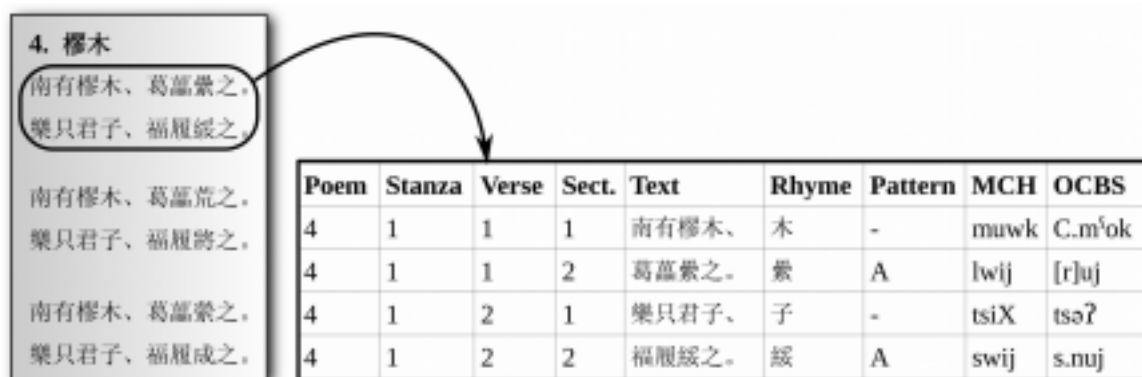 4. 樛木
南有樛木、葛藟纍之。
樂只君子、福履綏之。
南有樛木、葛藟荒之。
樂只君子、福履將之。
南有樛木、葛藟縈之。
樂只君子、福履成之。
Poem Stanza Verse Sect. Text Rhyme Pattern MCH OCBS
4 1 1 1 南有樛木、 木 - muwk C.mˤok
4 1 1 2 葛藟纍之。 纍 A lwij [r]uj
4 1 2 1 樂只君子、 子 - tsiX tsəʔ
4 1 2 2 福履綏之。 綏 A swij s.nuj